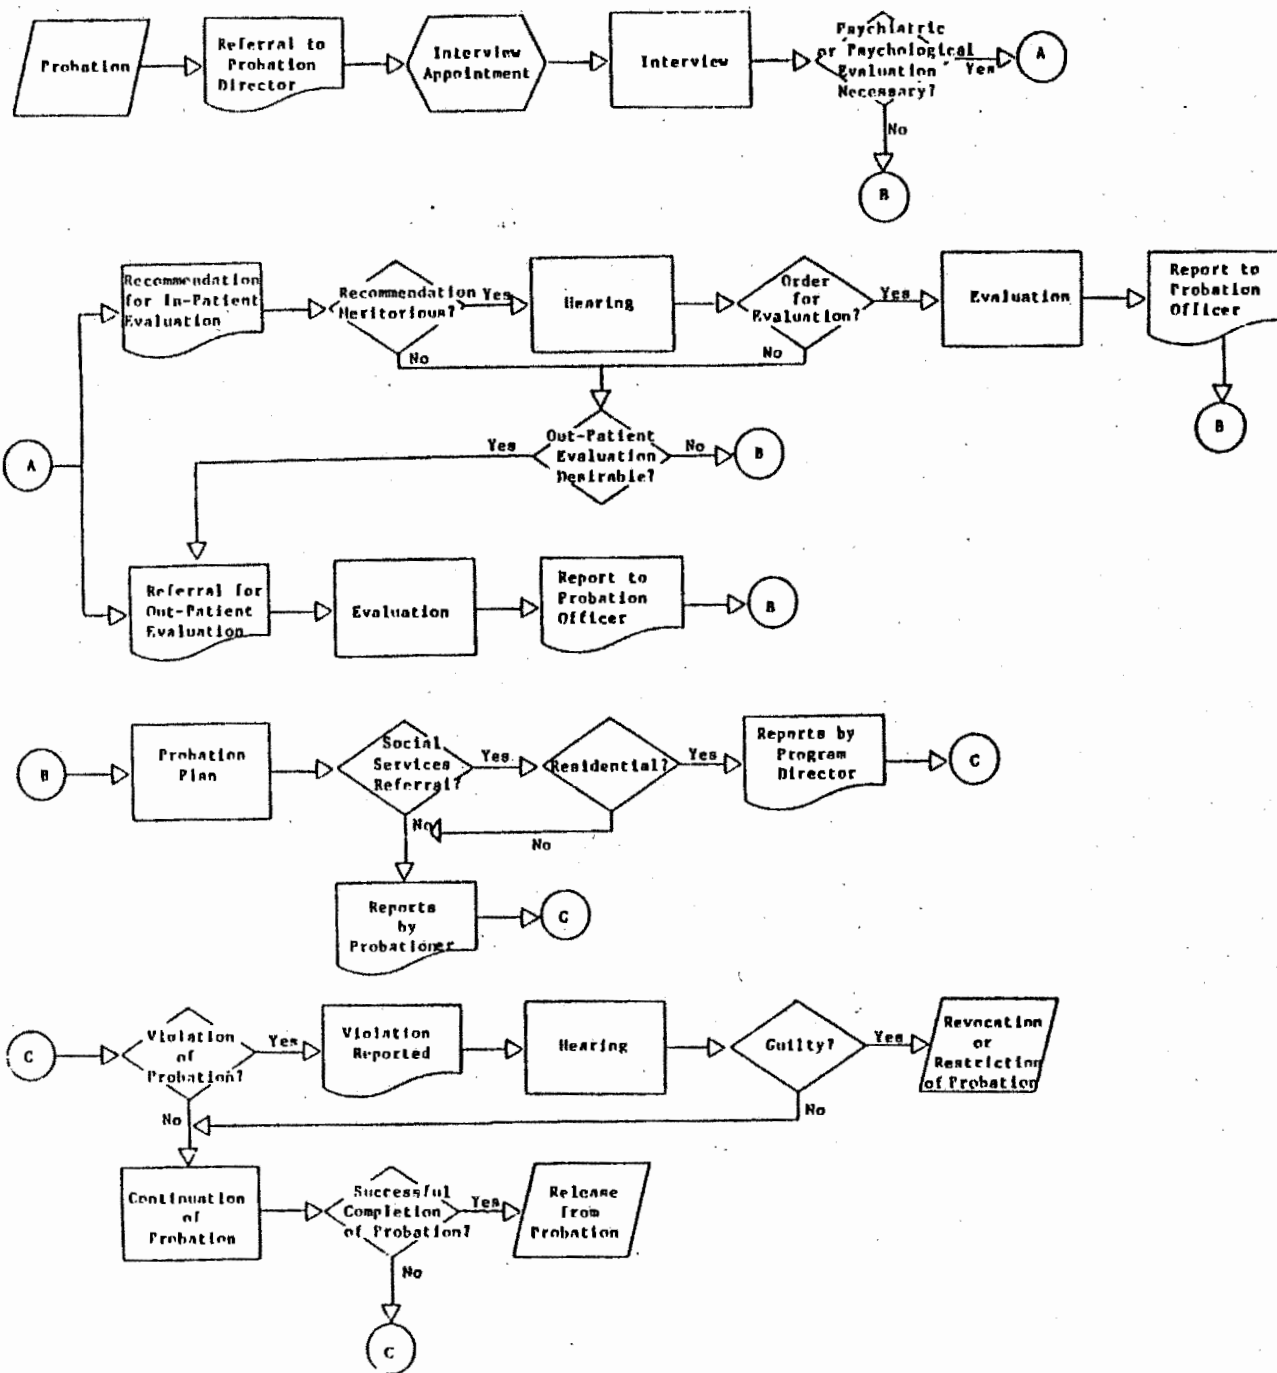 Probation
Referral to
Probation
Director
Interview
Appointment
Interview
Psychiatric
or Psychological
Evaluation
Necessary?
Yes
A
No
B
Recommendation
for In-Patient
Evaluation
Recommendation
Meritorious?
Yes
No
Hearing
Order
for
Evaluation?
Yes
No
Evaluation
Report to
Probation
Officer
B
A
Out-Patient
Evaluation
Desirable?
Yes
No
B
Referral for
Out-Patient
Evaluation
Evaluation
Report to
Probation
Officer
B
B
Probation
Plan
Social
Services
Referral?
Yes
No
Residential?
Yes
No
Reports by
Program
Director
C
Reports
by
Probationer
C
C
Violation
of
Probation?
Yes
No
Violation
Reported
Hearing
Guilty?
Yes
No
Revocation
or
Restriction
of Probation
Continuation
of
Probation
Successful
Completion
of Probation?
Yes
No
Release
from
Probation
C